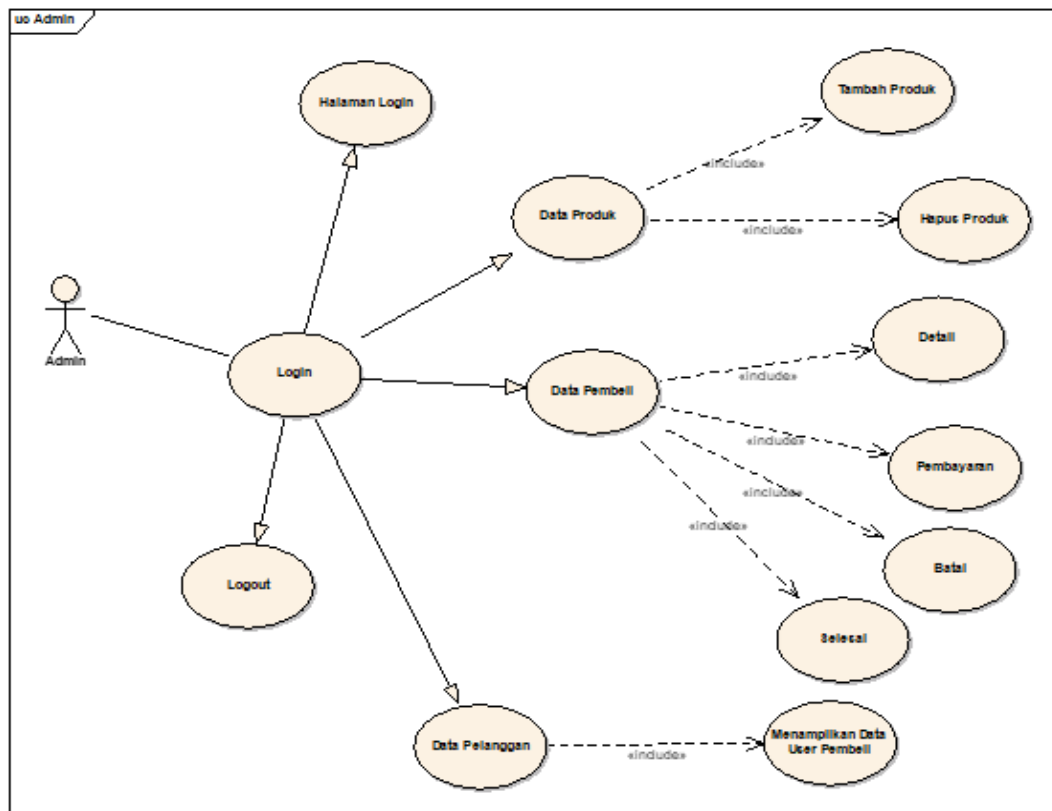 uc Admin
Halaman Login
Tambah Produk
«include»
Data Produk
Hapus Produk
«include»
Admin
Login
Detail
«include»
Data Pembeli
«include»
Pembayaran
«include»
Batal
«include»
Logout
Selesai
Data Pelanggan
«include»
Menampilkan Data
User Pembeli